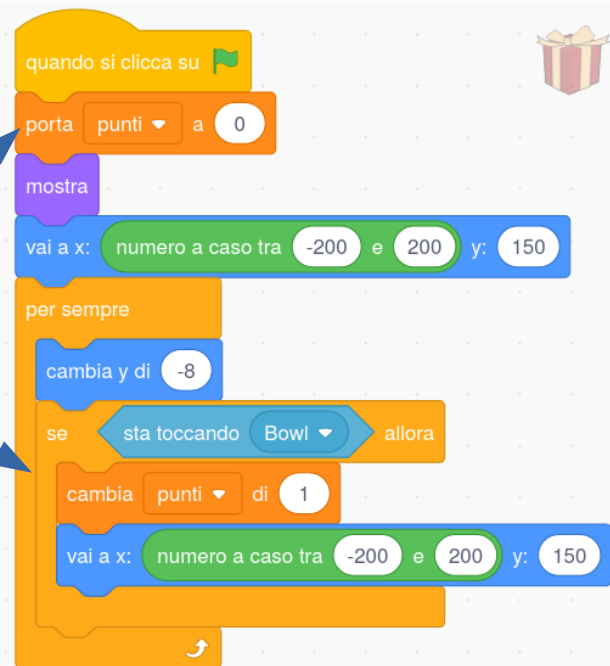 quando si clicca su
porta punti a 0
mostra
vai a x: numero a caso tra -200 e 200 y: 150
per sempre
cambia y di -8
se sta toccando Bowl allora
cambia punti di 1
vai a x: numero a caso tra -200 e 200 y: 150